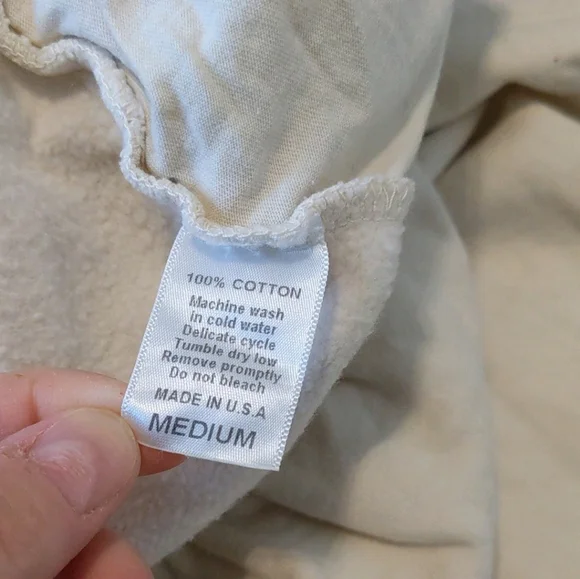 100% COTTON
Machine wash
in cold water
Delicate cycle
Tumble dry low
Remove promptly
Do not bleach
MADE IN U.S.A
MEDIUM